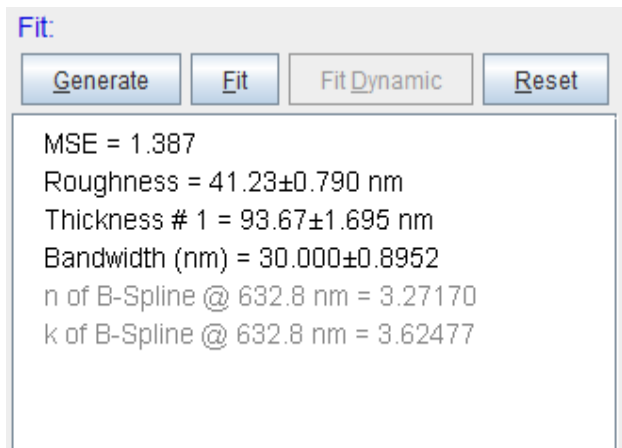 Fit:
Generate Fit Fit Dynamic Reset
MSE = 1.387
Roughness = 41.23±0.790 nm
Thickness # 1 = 93.67±1.695 nm
Bandwidth (nm) = 30.000±0.8952
n of B-Spline @ 632.8 nm = 3.27170
k of B-Spline @ 632.8 nm = 3.62477